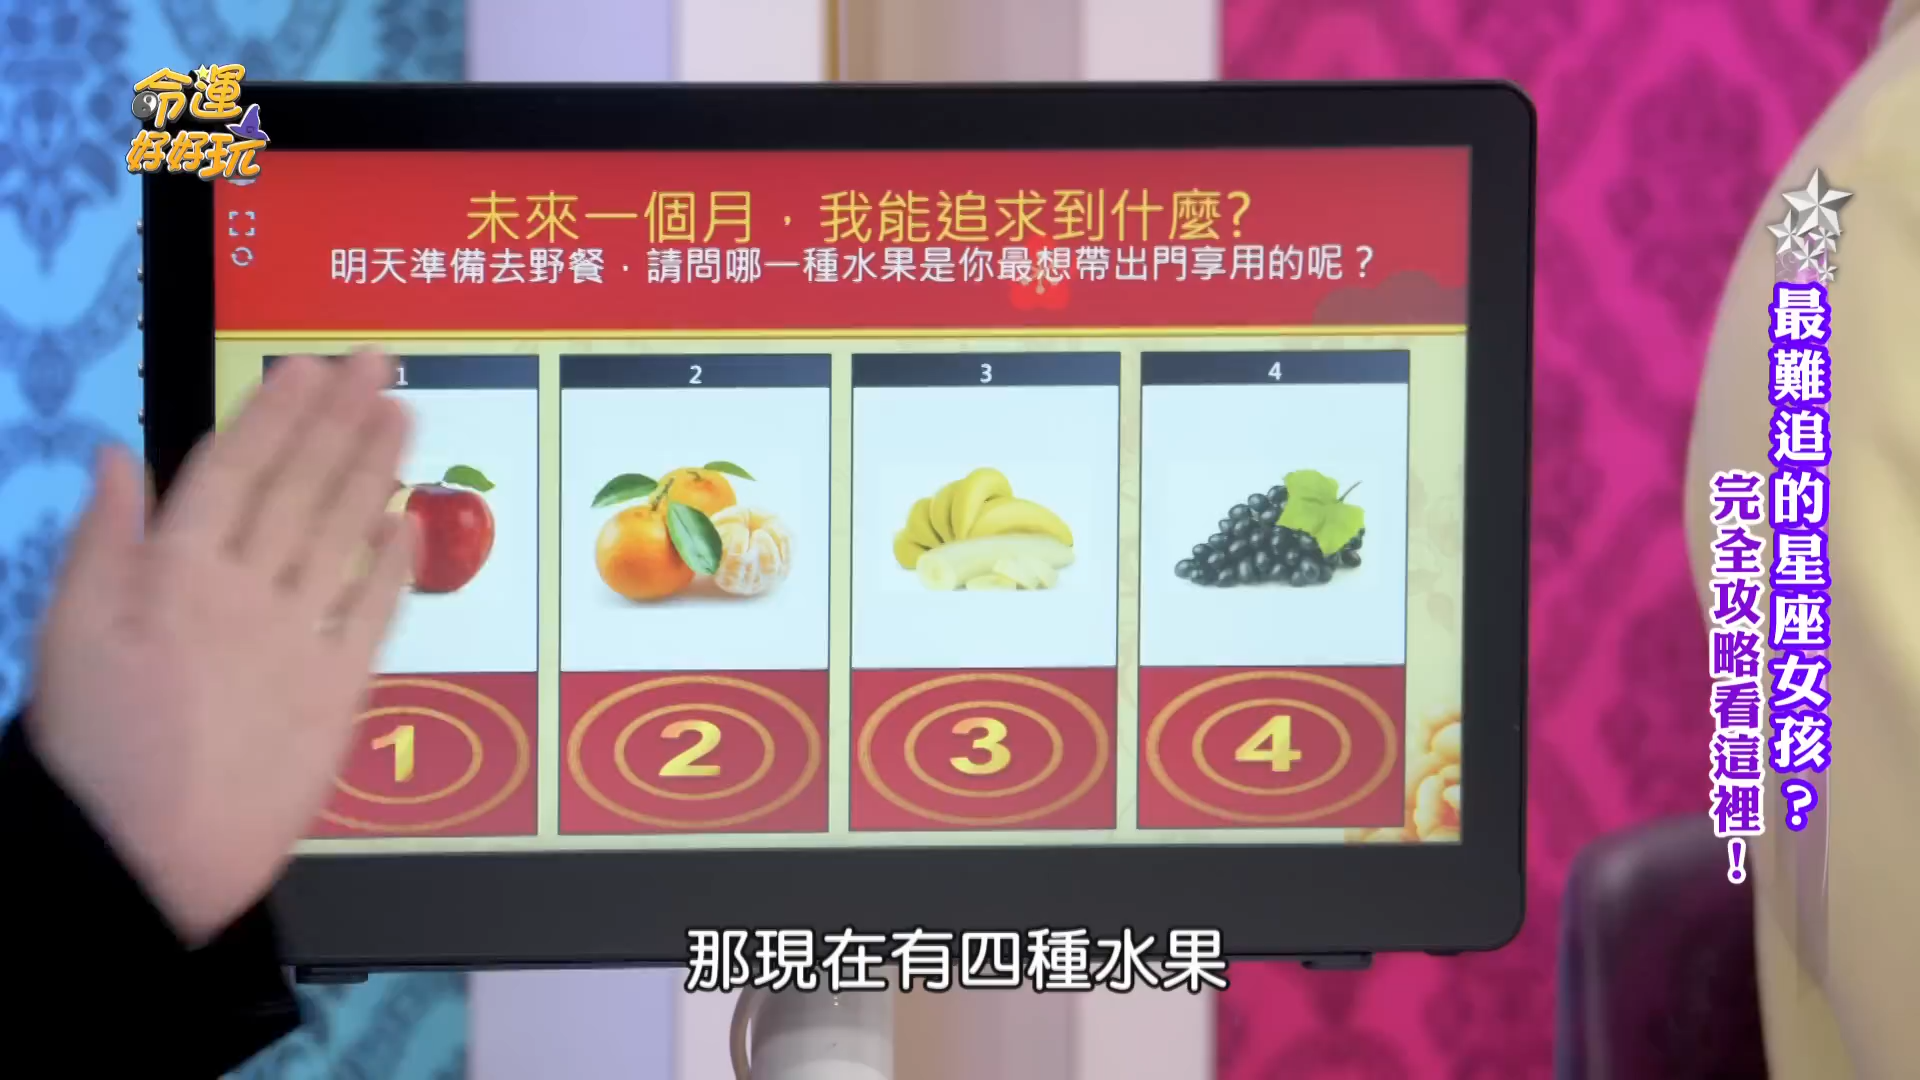 命運
好好玩
未來一個月，我能追求到什麼?
明天準備去野餐，請問哪一種水果是你最想帶出門享用的呢？
1
2
3
4
1
2
3
4
最難追的星座女孩？
完全攻略看這裡！
那現在有四種水果